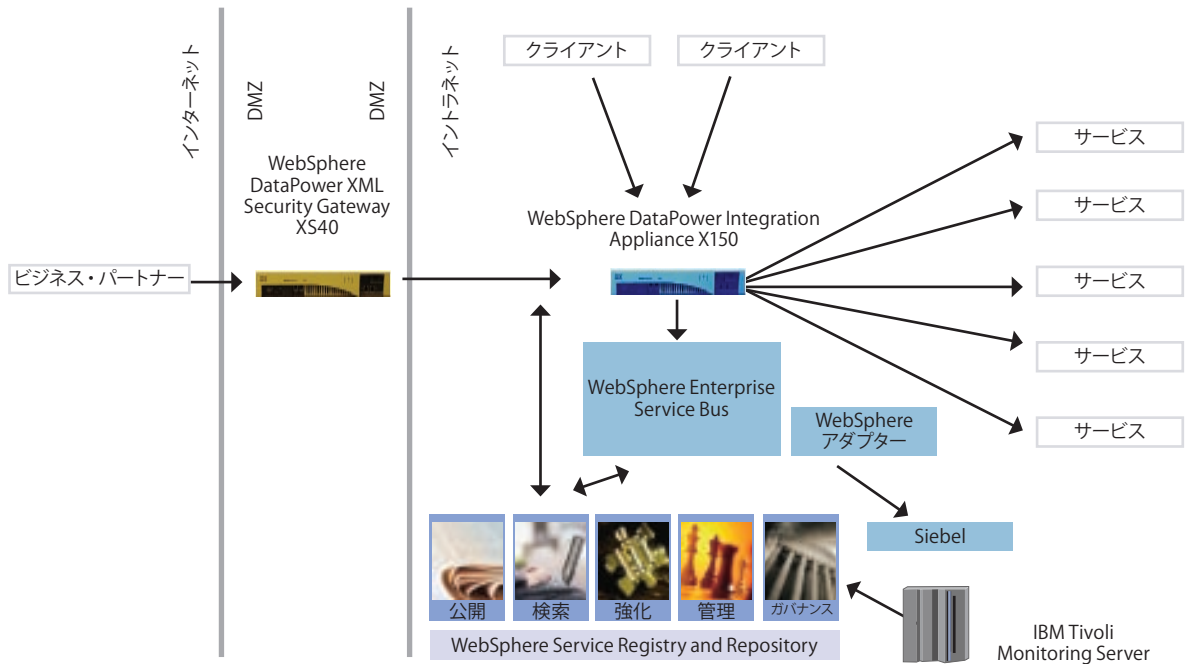 インターネット
DMZ
DMZ
イントラネット
クライアント
クライアント
WebSphere
DataPower XML
Security Gateway
XS40
WebSphere DataPower Integration
Appliance X150
ビジネス・パートナー
サービス
サービス
サービス
サービス
サービス
WebSphere Enterprise
Service Bus
WebSphere
アダプター
Siebel
公開
検索
強化
管理
ガバナンス
WebSphere Service Registry and Repository
IBM Tivoli
Monitoring Server